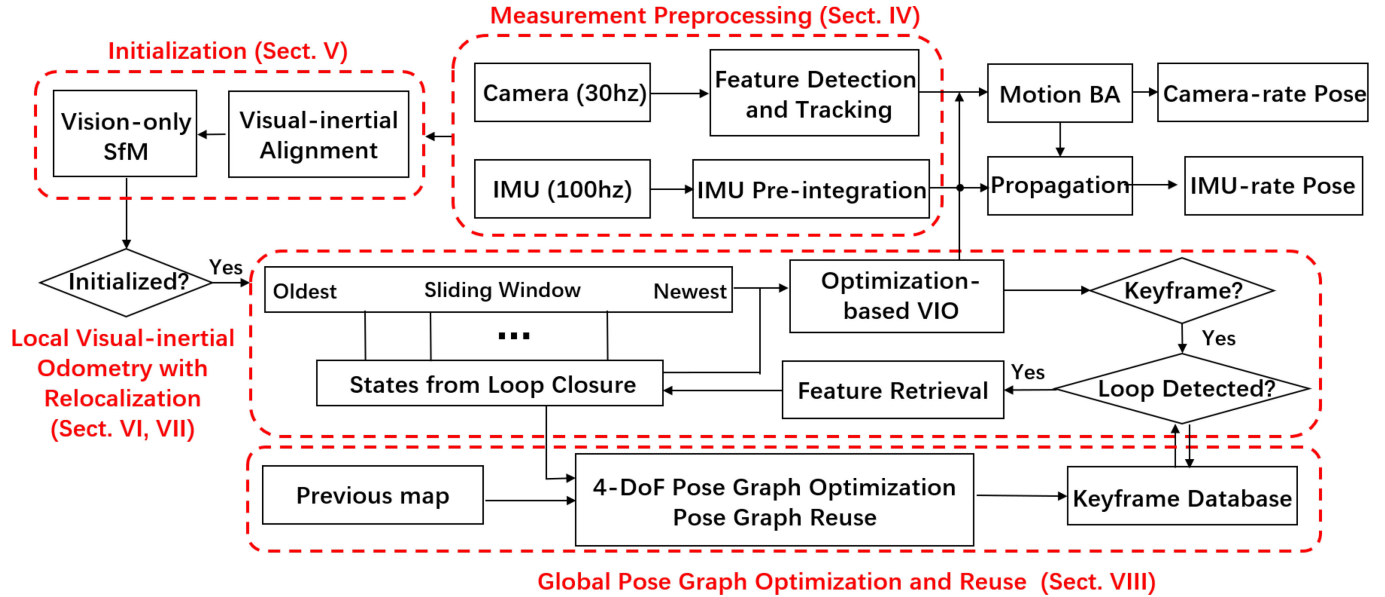 Measurement Preprocessing (Sect. IV)
Initialization (Sect. V)
Camera (30hz)
Feature Detection
and Tracking
Motion BA
Camera-rate Pose
Vision-only
SfM
Visual-inertial
Alignment
IMU (100hz)
IMU Pre-integration
Propagation
IMU-rate Pose
Initialized?
Yes
Oldest
Sliding Window
Newest
...
Optimization-
based VIO
Keyframe?
Yes
Local Visual-inertial
Odometry with
Relocalization
(Sect. VI, VII)
States from Loop Closure
Feature Retrieval
Yes
Loop Detected?
Previous map
4-DoF Pose Graph Optimization
Pose Graph Reuse
Keyframe Database
Global Pose Graph Optimization and Reuse (Sect. VIII)